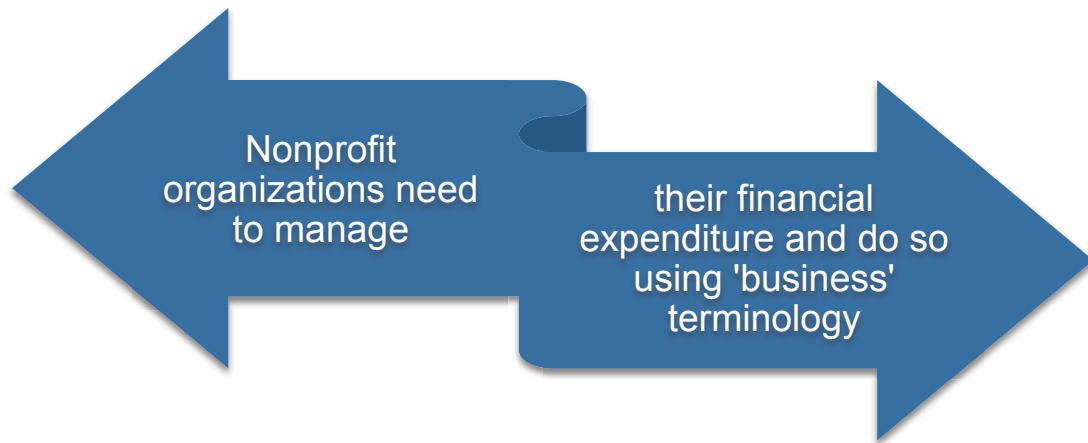 Nonprofit
organizations need
to manage
their financial
expenditure and do so
using 'business'
terminology